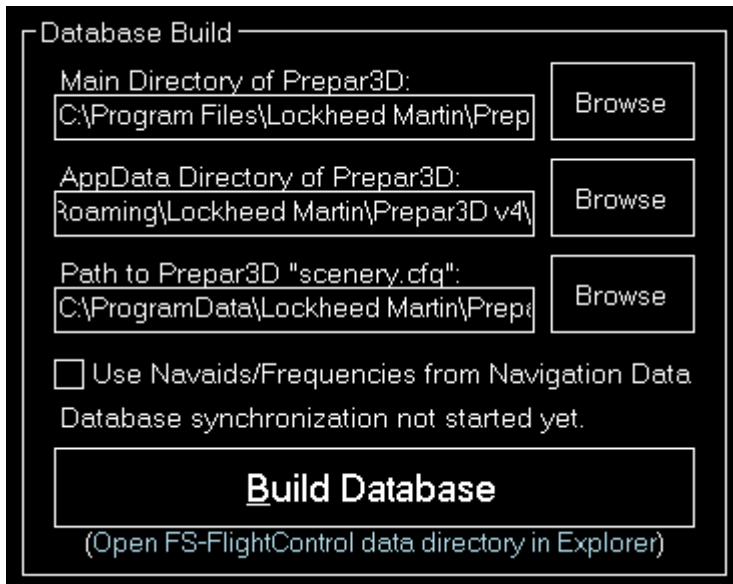 Database Build
Main Directory of Prepar3D:
C:\Program Files\Lockheed Martin\Prep
Browse
AppData Directory of Prepar3D:
Roaming\Lockheed Martin\Prepar3D v4\
Browse
Path to Prepar3D "scenery.cfg":
C:\ProgramData\Lockheed Martin\Prepa
Browse
Use Navaids/Frequencies from Navigation Data
Database synchronization not started yet.
Build Database
(Open FS-FlightControl data directory in Explorer)